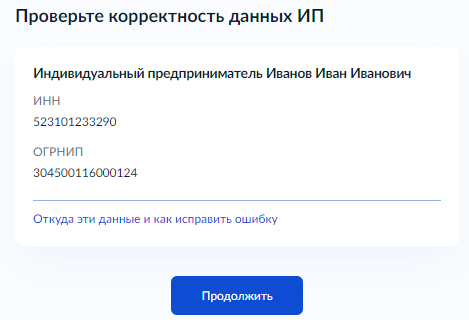 Проверьте корректность данных ИП
Индивидуальный предприниматель Иванов Иван Иванович
ИНН
523101233290
ОГРНИП
304500116000124
Откуда эти данные и как исправить ошибку
Продолжить